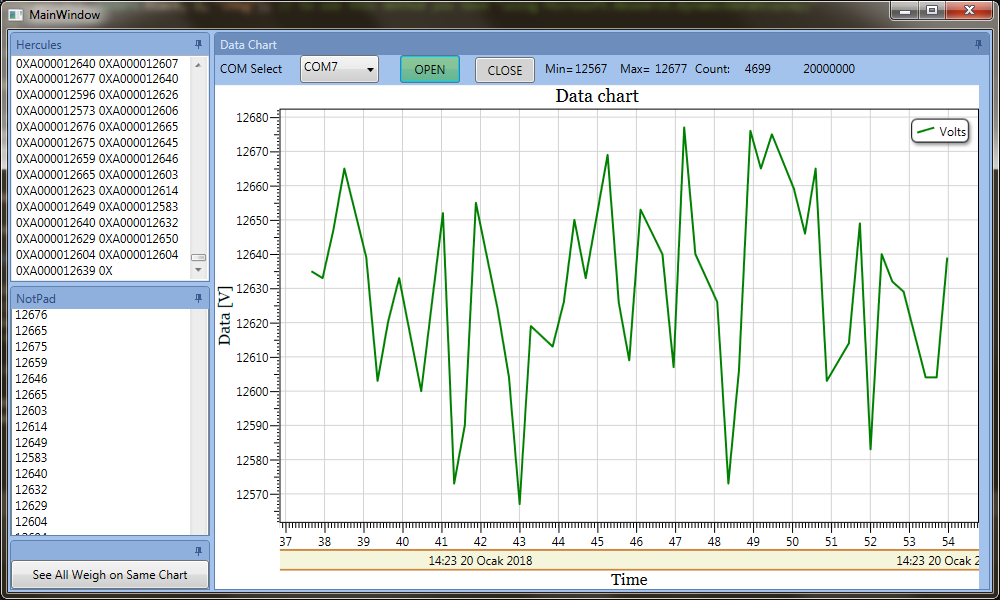 MainWindow
Hercules
0XA000012640 0XA000012607
0XA000012677 0XA000012640
0XA000012596 0XA000012626
0XA000012573 0XA000012606
0XA000012676 0XA000012665
0XA000012675 0XA000012645
0XA000012659 0XA000012646
0XA000012665 0XA000012603
0XA000012623 0XA000012614
0XA000012649 0XA000012583
0XA000012640 0XA000012632
0XA000012629 0XA000012650
0XA000012604 0XA000012604
0XA000012639 0X
NotPad
12676
12665
12675
12659
12646
12665
12603
12614
12649
12583
12640
12632
12629
12604
See All Weigh on Same Chart
Data Chart
COM Select COM7 OPEN CLOSE Min= 12567 Max= 12677 Count: 4699 20000000
Data chart
Volts
12680
12670
12660
12650
12640
12630
12620
12610
12600
12590
12580
12570
Data [V]
37 38 39 40 41 42 43 44 45 46 47 48 49 50 51 52 53 54
14:23 20 Ocak 2018 14:23 20 Ocak 2
Time